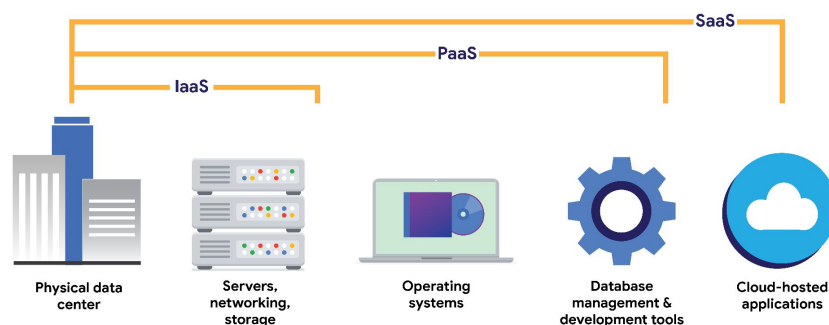 SaaS
PaaS
IaaS
Physical data
center
Servers,
networking,
storage
Operating
systems
Database
management &
development tools
Cloud-hosted
applications